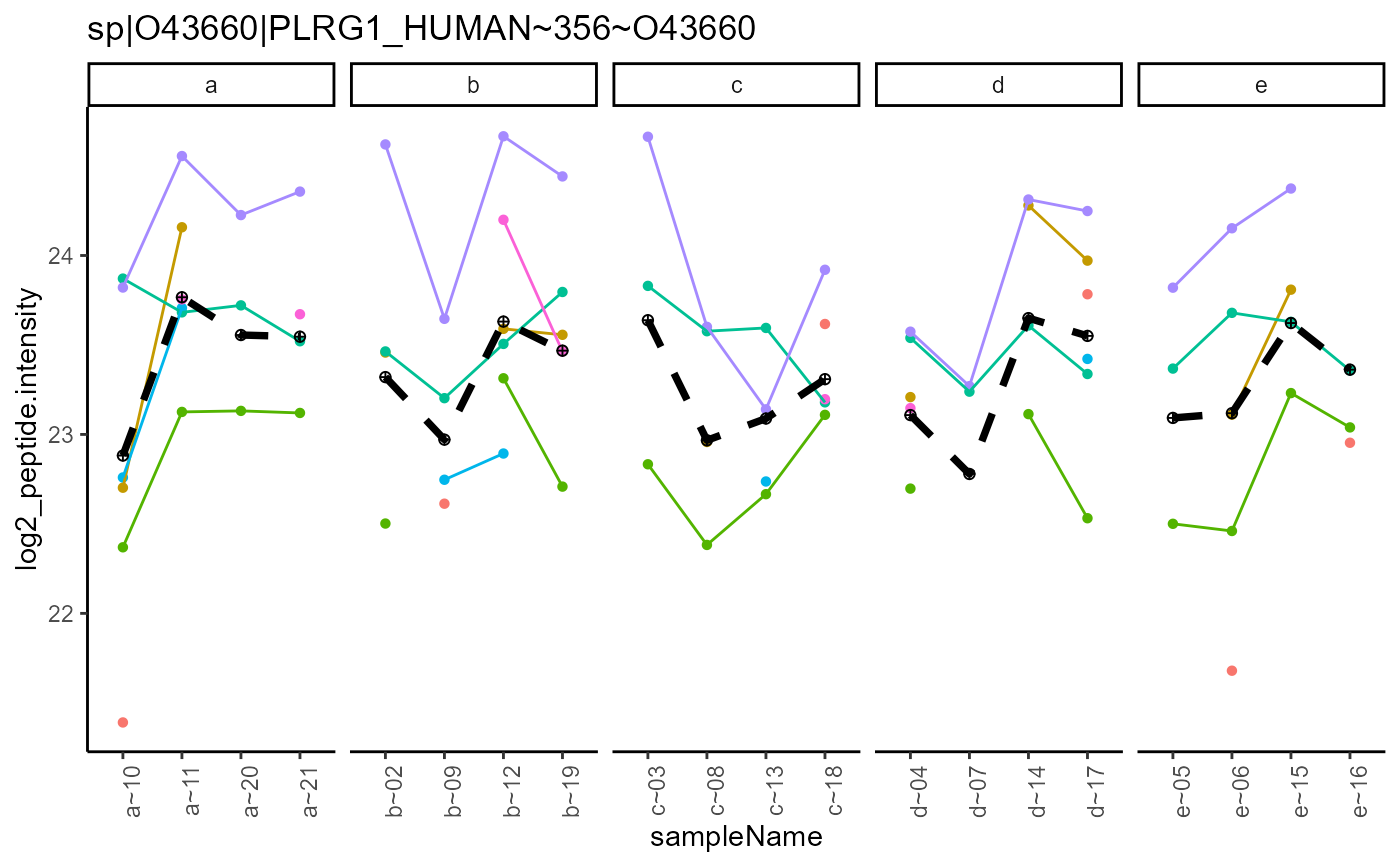 sp|O43660|PLRG1_HUMAN~356~O43660
a b c d e
log2_peptide.intensity
24
23
22
a~10 a~11 a~20 a~21 b~02 b~09 b~12 b~19 c~03 c~08 c~13 c~18 d~04 d~07 d~14 d~17 e~05 e~06 e~15 e~16
sampleName